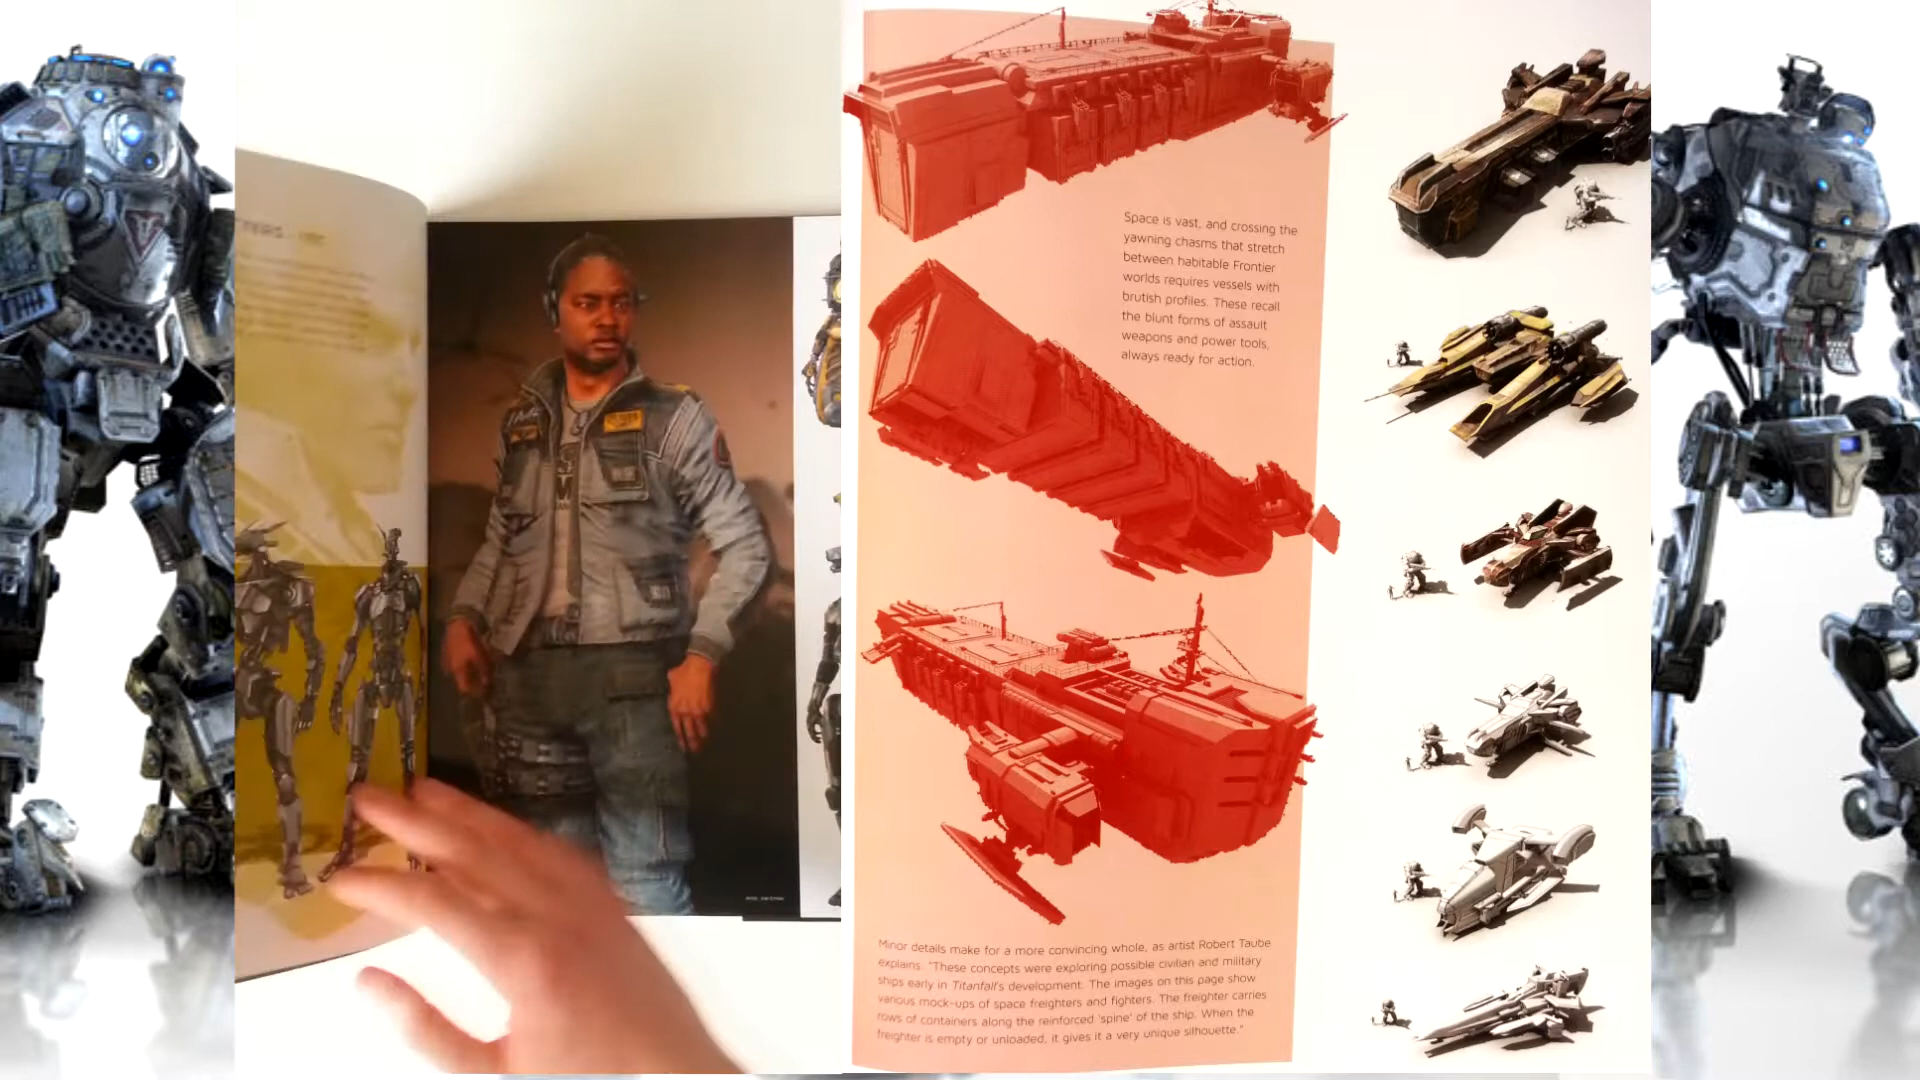 Space is vast, and crossing the
yawning chasms that stretch
between habitable Frontier
worlds requires vessels with
brutish profiles. These recall
the blunt forms of assault
weapons and power tools,
always ready for action.
Minor details make for a more convincing whole, as artist Robert Taube
explains: "These concepts were exploring possible civilian and military
ships early in Titanfall's development. The images on this page show
various mock-ups of space freighters and fighters. The freighter carries
rows of containers along the reinforced 'spine' of the ship. When the
freighter is empty or unloaded, it gives it a very unique silhouette."